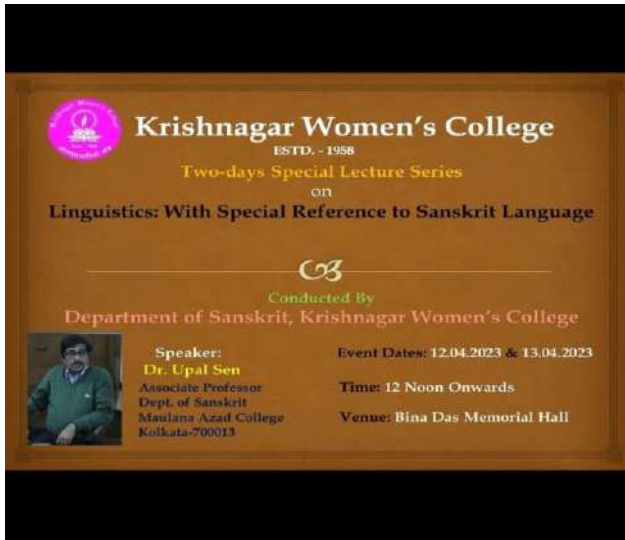 Krishnagar Women's College
ESTD. - 1958
Two-days Special Lecture Series
on
Linguistics: With Special Reference to Sanskrit Language
Conducted By
Department of Sanskrit, Krishnagar Women's College
Speaker:
Dr. Upal Sen
Associate Professor
Dept. of Sanskrit
Maulana Azad College
Kolkata-700013
Event Dates: 12.04.2023 & 13.04.2023
Time: 12 Noon Onwards
Venue: Bina Das Memorial Hall